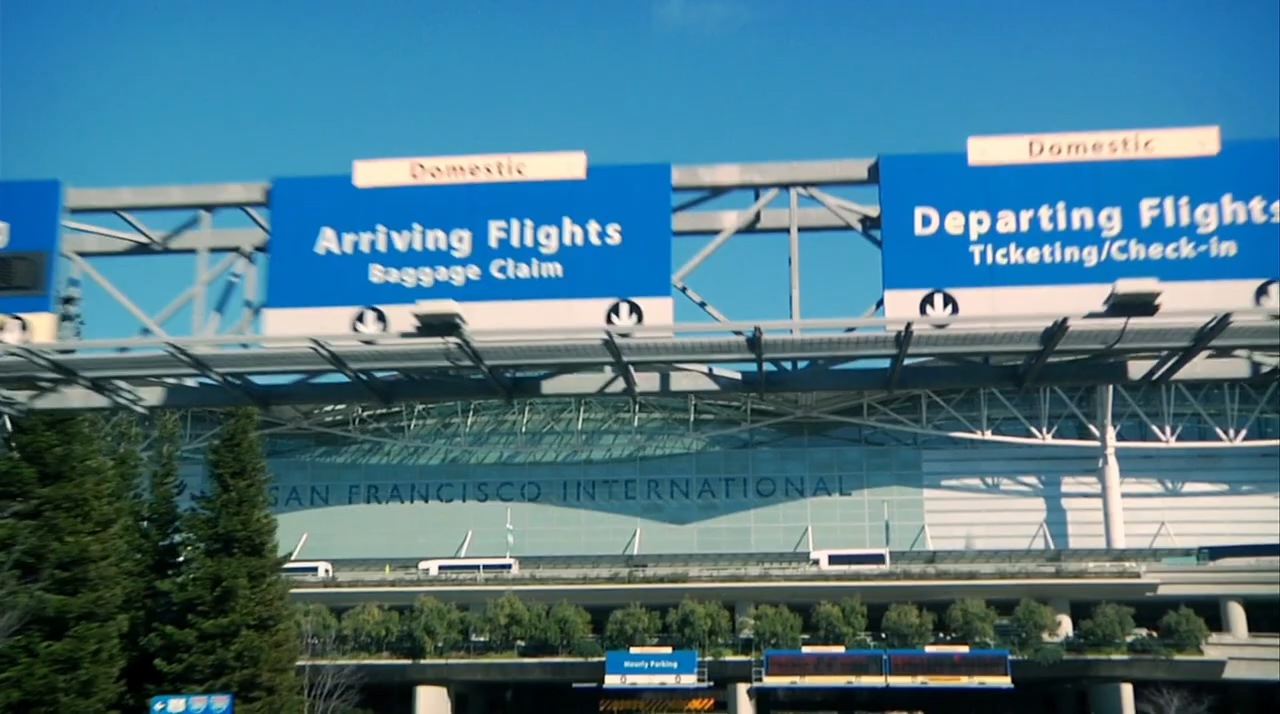 Domestic
Arriving Flights
Baggage Claim
Domestic
Departing Flights
Ticketing/Check-in
SAN FRANCISCO INTERNATIONAL
Hourly Parking